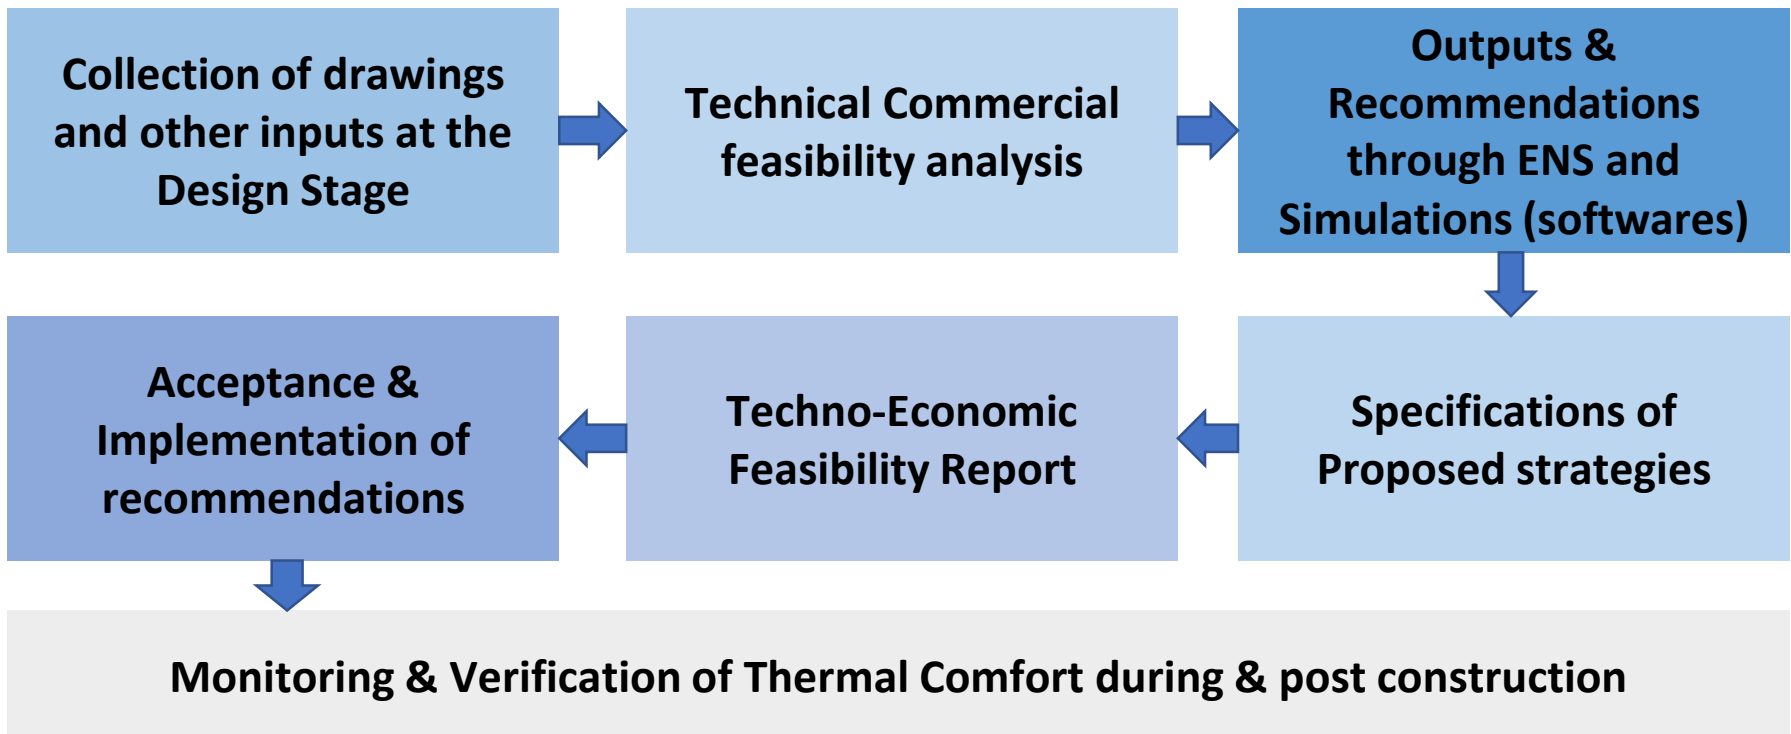 Collection of drawings
and other inputs at the
Design Stage
Technical Commercial
feasibility analysis
Outputs &
Recommendations
through ENS and
Simulations (softwares)
Specifications of
Proposed strategies
Techno-Economic
Feasibility Report
Acceptance &
Implementation of
recommendations
Monitoring & Verification of Thermal Comfort during & post construction